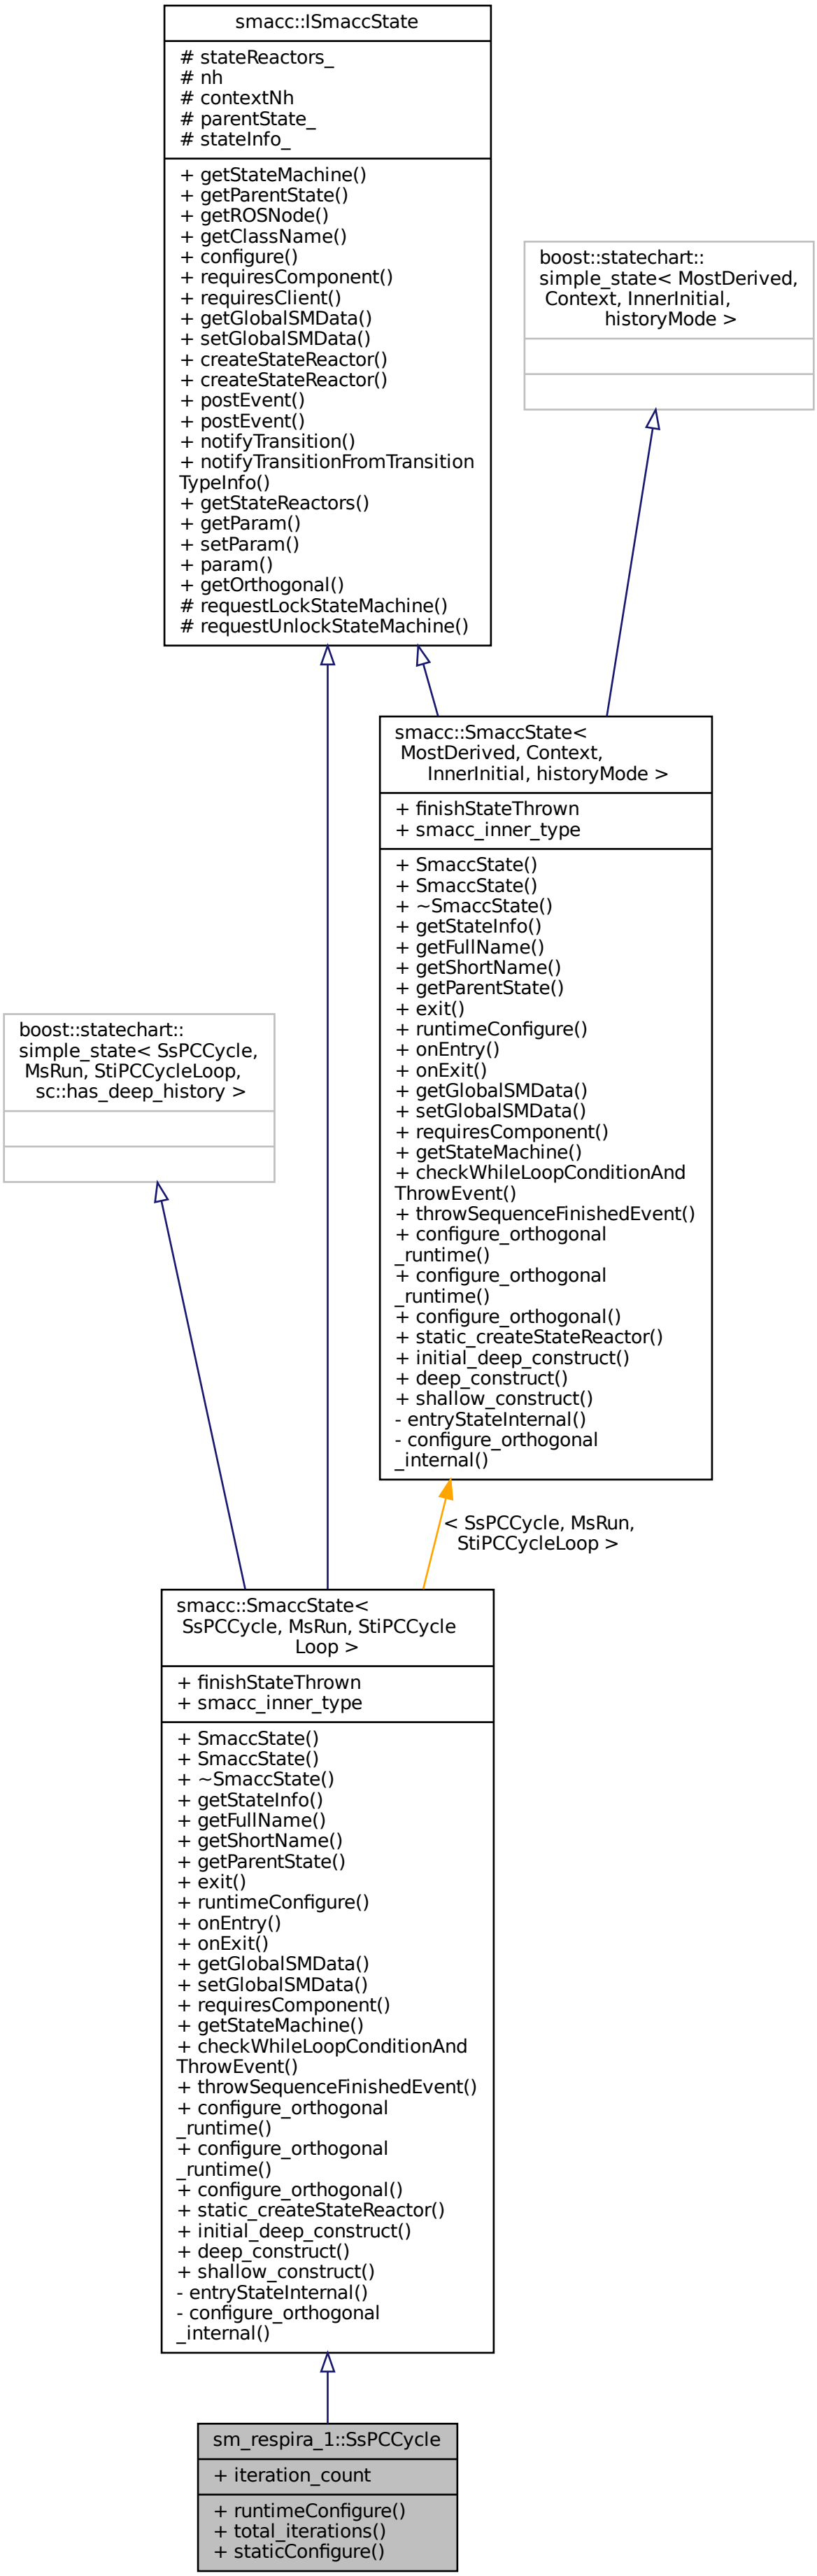 smacc::ISmaccState
# stateReactors_
# nh
# contextNh
# parentState_
# stateInfo_
+ getStateMachine()
+ getParentState()
+ getROSNode()
+ getClassName()
+ configure()
+ requiresComponent()
+ requiresClient()
+ getGlobalSMData()
+ setGlobalSMData()
+ createStateReactor()
+ createStateReactor()
+ postEvent()
+ postEvent()
+ notifyTransition()
+ notifyTransitionFromTransition
TypeInfo()
+ getStateReactors()
+ getParam()
+ setParam()
+ param()
+ getOrthogonal()
# requestLockStateMachine()
# requestUnlockStateMachine()
boost::statechart::
simple_state< MostDerived,
Context, InnerInitial,
historyMode >
smacc::SmaccState<
MostDerived, Context,
InnerInitial, historyMode >
+ finishStateThrown
+ smacc_inner_type
+ SmaccState()
+ SmaccState()
+ ~SmaccState()
+ getStateInfo()
+ getFullName()
+ getShortName()
+ getParentState()
+ exit()
+ runtimeConfigure()
+ onEntry()
+ onExit()
+ getGlobalSMData()
+ setGlobalSMData()
+ requiresComponent()
+ getStateMachine()
+ checkWhileLoopConditionAnd
ThrowEvent()
+ throwSequenceFinishedEvent()
+ configure_orthogonal
_runtime()
+ configure_orthogonal
_runtime()
+ configure_orthogonal()
+ static_createStateReactor()
+ initial_deep_construct()
+ deep_construct()
+ shallow_construct()
- entryStateInternal()
- configure_orthogonal
_internal()
boost::statechart::
simple_state< SsPCCycle,
MsRun, StiPCCycleLoop,
sc::has_deep_history >
< SsPCCycle, MsRun,
StiPCCycleLoop >
smacc::SmaccState<
SsPCCycle, MsRun, StiPCCycle
Loop >
+ finishStateThrown
+ smacc_inner_type
+ SmaccState()
+ SmaccState()
+ ~SmaccState()
+ getStateInfo()
+ getFullName()
+ getShortName()
+ getParentState()
+ exit()
+ runtimeConfigure()
+ onEntry()
+ onExit()
+ getGlobalSMData()
+ setGlobalSMData()
+ requiresComponent()
+ getStateMachine()
+ checkWhileLoopConditionAnd
ThrowEvent()
+ throwSequenceFinishedEvent()
+ configure_orthogonal
_runtime()
+ configure_orthogonal
_runtime()
+ configure_orthogonal()
+ static_createStateReactor()
+ initial_deep_construct()
+ deep_construct()
+ shallow_construct()
- entryStateInternal()
- configure_orthogonal
_internal()
sm_respira_1::SsPCCycle
+ iteration_count
+ runtimeConfigure()
+ total_iterations()
+ staticConfigure()